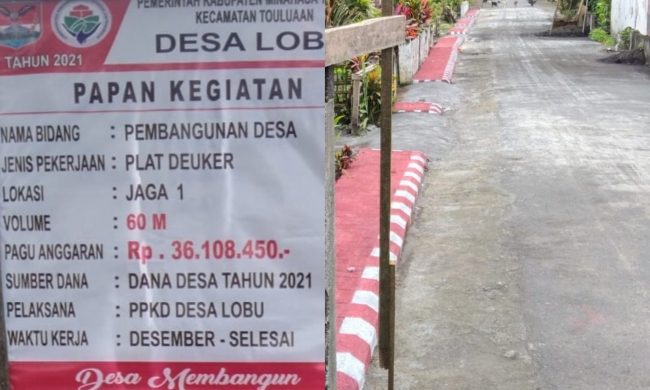 PEMERINTAH KABUPATEN MINAHASA
KECAMATAN TOULUAAN
DESA LOB
TAHUN 2021
PAPAN KEGIATAN
NAMA BIDANG : PEMBANGUNAN DESA
JENIS PEKERJAAN : PLAT DEUKER
LOKASI : JAGA 1
VOLUME : 60 M
PAGU ANGGARAN : Rp . 36.108.450.-
SUMBER DANA : DANA DESA TAHUN 2021
PELAKSANA : PPKD DESA LOBU
WAKTU KERJA : DESEMBER - SELESAI
Desa Membangun